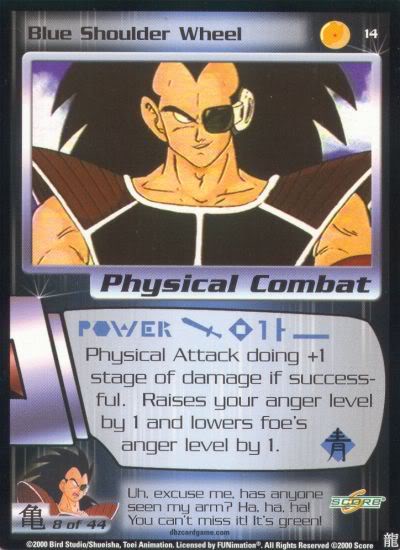 Blue Shoulder Wheel
14
Physical Combat
POWER
Physical Attack doing +1
stage of damage if success-
ful. Raises your anger level
by 1 and lowers foe's
anger level by 1.
青
Uh, excuse me, has anyone
seen my arm? Ha, ha, ha!
You can't miss it! It's green!
亀
8 of 44
dbzcardgame.com
SCORE
龍
©2000 Bird Studio/Shueisha, Toei Animation. Licensed by FUNimation®. All Rights Reserved ©2000 Score